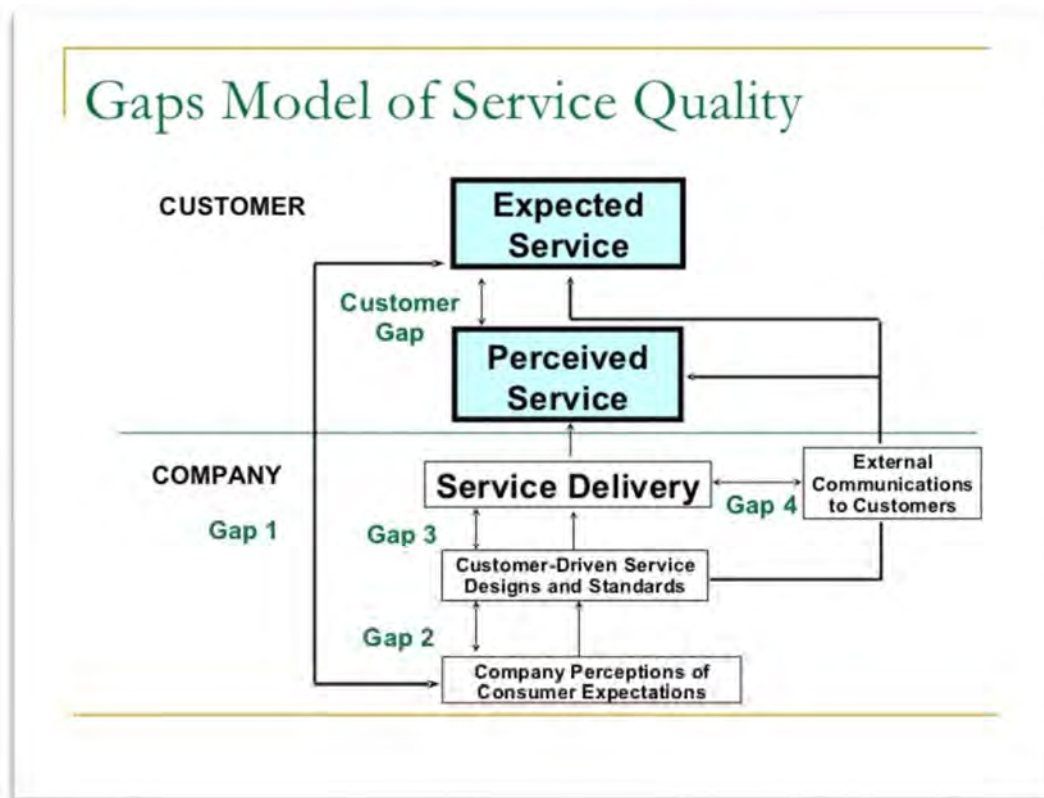 Gaps Model of Service Quality
CUSTOMER
Expected
Service
Customer
Gap
Perceived
Service
COMPANY
Gap 1
Service Delivery
Gap 4
External
Communications
to Customers
Gap 3
Customer-Driven Service
Designs and Standards
Gap 2
Company Perceptions of
Consumer Expectations